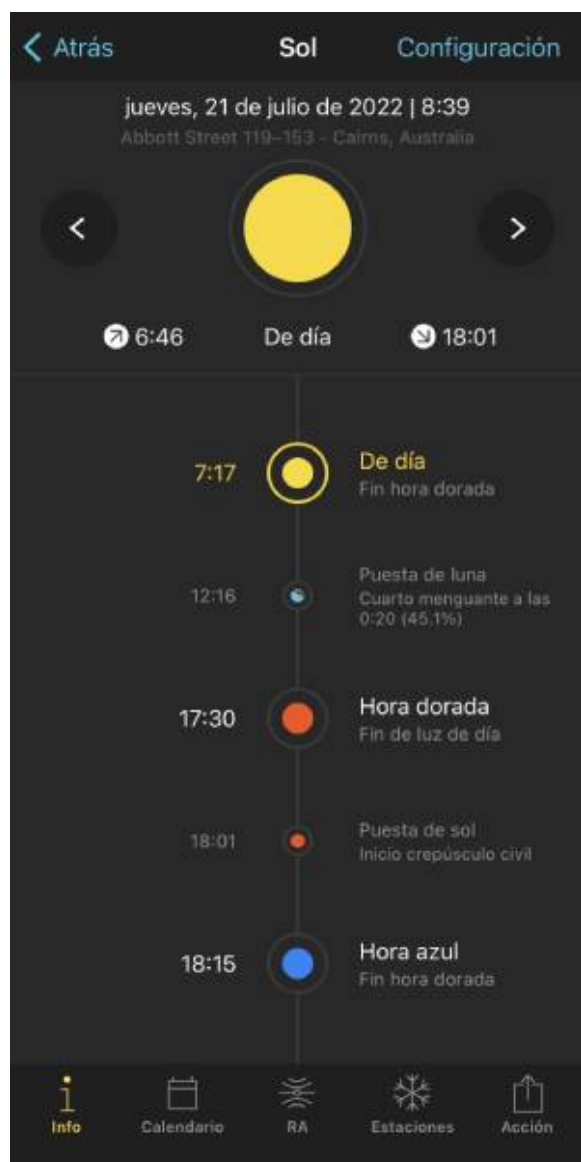 Atrás
Sol
Configuración
jueves, 21 de julio de 2022 | 8:39
Abbott Street 119–153 - Cairns, Australia
6:46
De día
18:01
7:17
De día
Fin hora dorada
12:16
Puesta de luna
Cuarto menguante a las
0:20 (45.1%)
17:30
Hora dorada
Fin de luz de día
18:01
Puesta de sol
Inicio crepúsculo civil
18:15
Hora azul
Fin hora dorada
Info
Calendario
RA
Estaciones
Acción